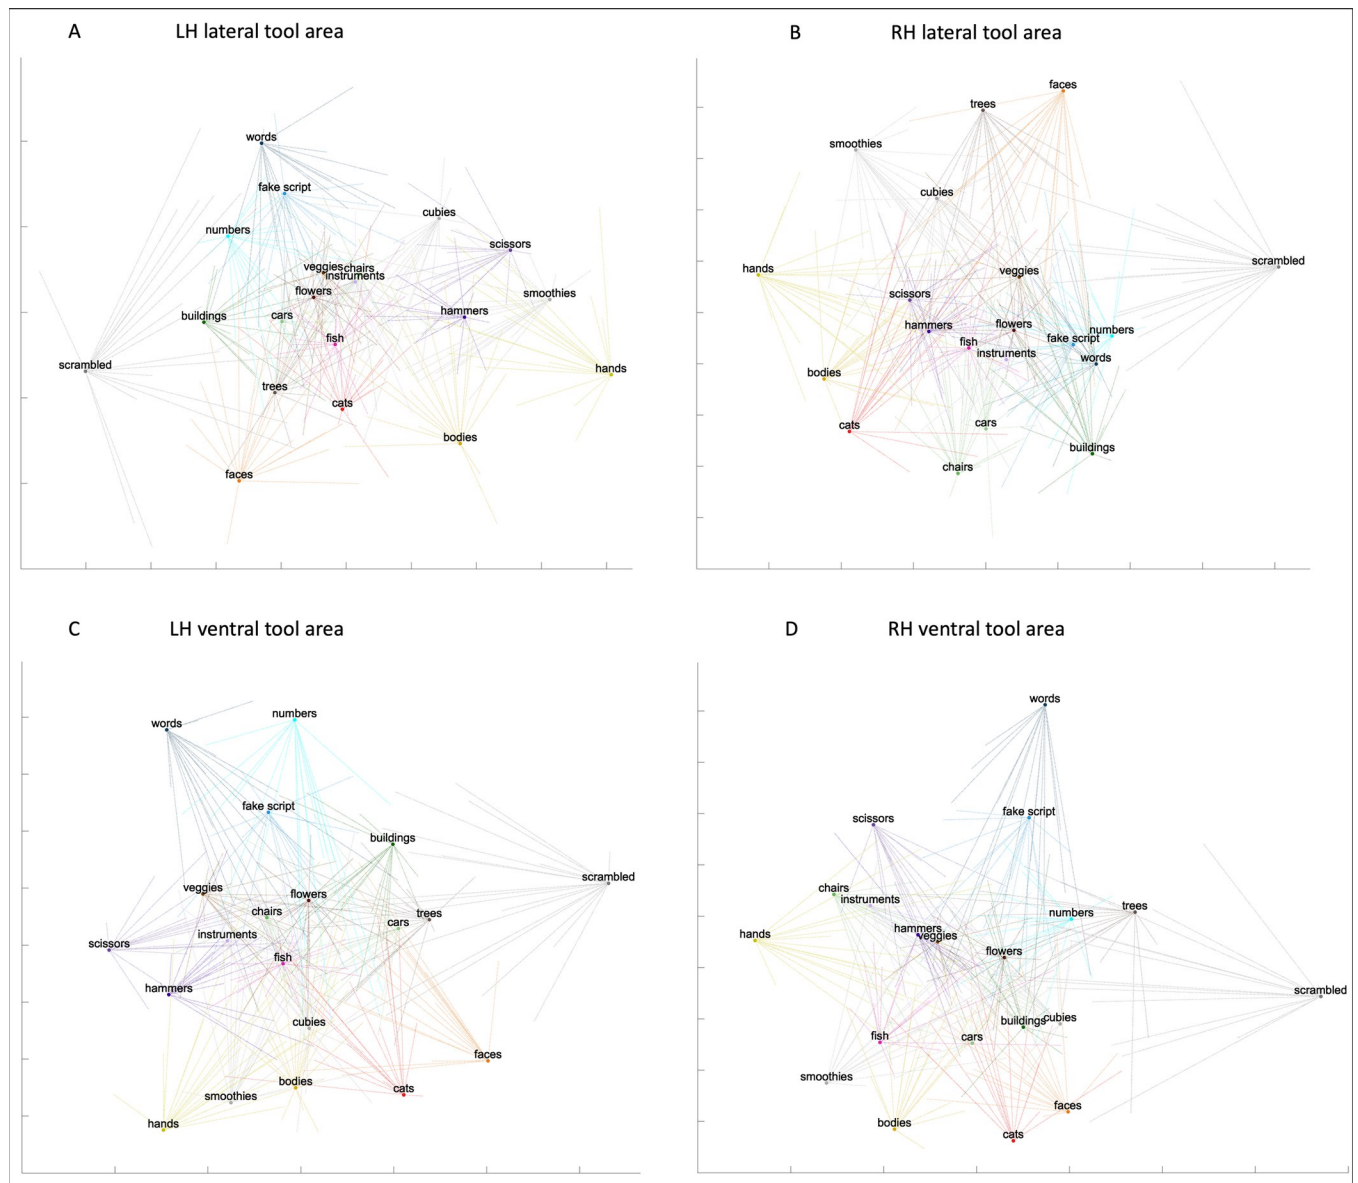 A LH lateral tool area
words
fake script
numbers
cubies
scissors
veggies chairs
instruments
flowers
smoothies
buildings
cars
hammers
fish
scrambled
hands
trees
cats
bodies
faces
B RH lateral tool area
faces
trees
smoothies
cubies
scrambled
hands
veggies
scissors
hammers
flowers
numbers
fake script
fish
instruments
words
bodies
cats
cars
buildings
chairs
C LH ventral tool area
numbers
words
fake script
buildings
scrambled
veggies
flowers
chairs
trees
cars
instruments
scissors
fish
hammers
cubies
faces
bodies
cats
smoothies
hands
D RH ventral tool area
words
fake script
scissors
chairs
instruments
trees
numbers
hammers
hands
veggies
flowers
scrambled
buildings
cubies
fish
cars
smoothies
faces
bodies
cats